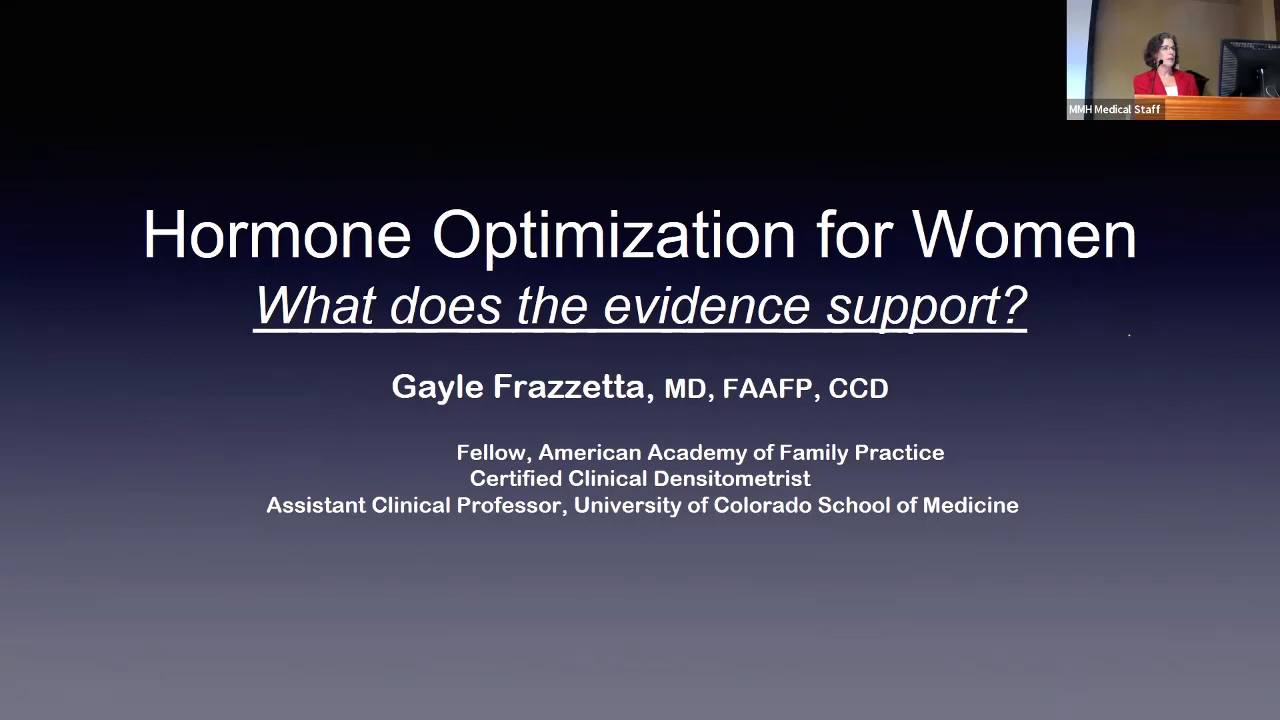 MMH Medical Staff
Hormone Optimization for Women
What does the evidence support?
Gayle Frazzetta, MD, FAAFP, CCD
Fellow, American Academy of Family Practice
Certified Clinical Densitometrist
Assistant Clinical Professor, University of Colorado School of Medicine